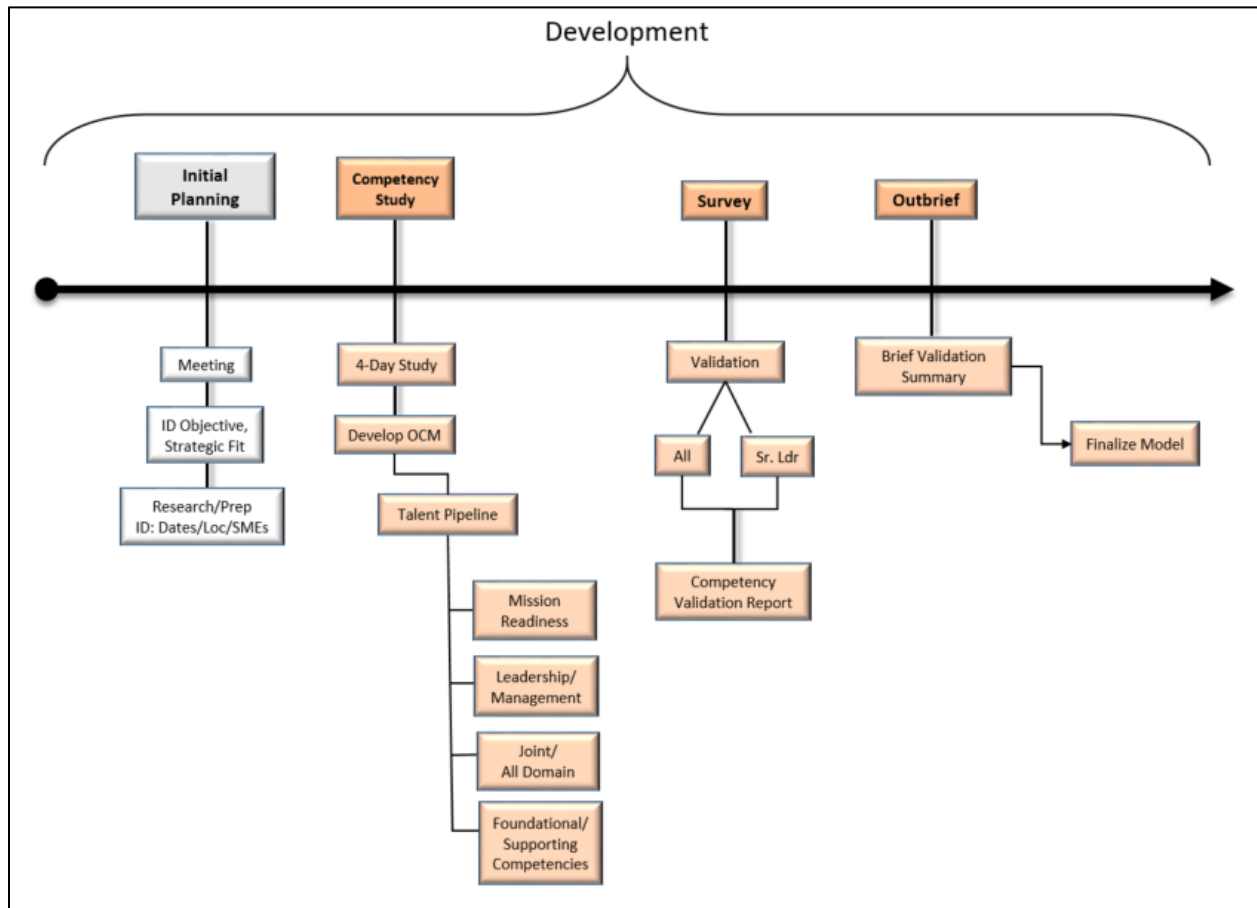 Development
Initial
Planning
Competency
Study
Survey
Outbrief
Meeting
ID Objective,
Strategic Fit
Research/Prep
ID: Dates/Loc/SMEs
4-Day Study
Develop OCM
Talent Pipeline
Mission
Readiness
Leadership/
Management
Joint/
All Domain
Foundational/
Supporting
Competencies
Validation
All
Sr. Ldr
Competency
Validation Report
Brief Validation
Summary
Finalize Model